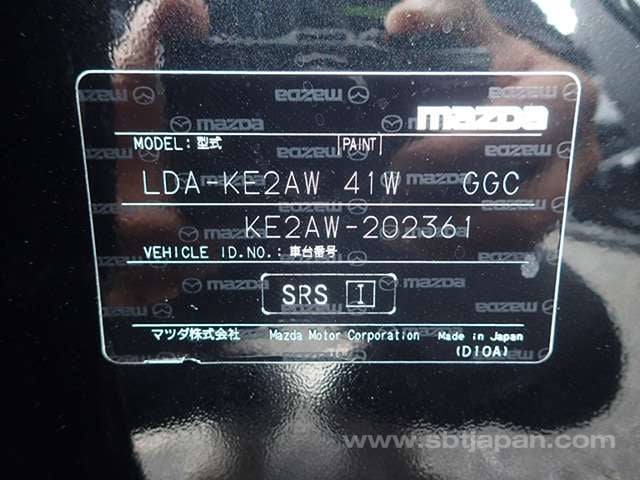 mazda
MODEL: 型式 PAINT
LDA-KE2AW 41W GGC
KE2AW-202361
VEHICLE ID.NO.: 車台番号
SRS I
マツダ株式会社 Mazda Motor Corporation Made in Japan
(D10A)
www.sbtjapan.com